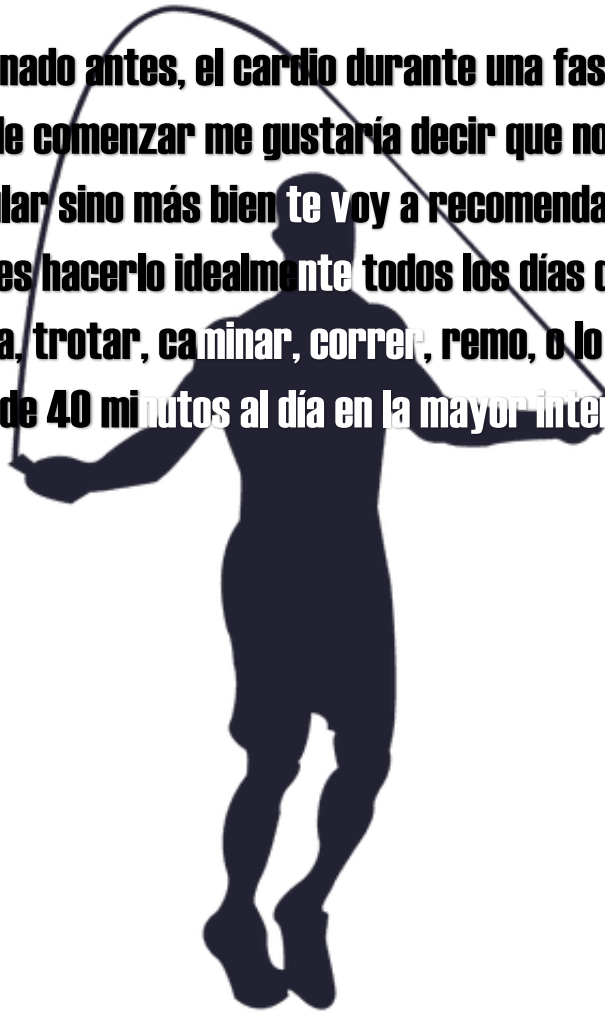 nado antes, el cardio durante una fas
le comenzar me gustaría decir que no
lar sino más bien te voy a recomenda
es hacerlo idealmente todos los días
a, trotar, caminar, correr, remo, o lo
de 40 minutos al día en la mayor inte